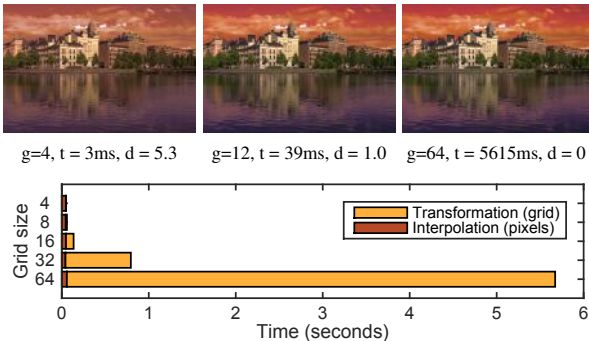 g=4, t = 3ms, d = 5.3
g=12, t = 39ms, d = 1.0
g=64, t = 5615ms, d = 0
Grid size
4
8
16
32
64
Transformation (grid)
Interpolation (pixels)
0 1 2 3 4 5 6
Time (seconds)